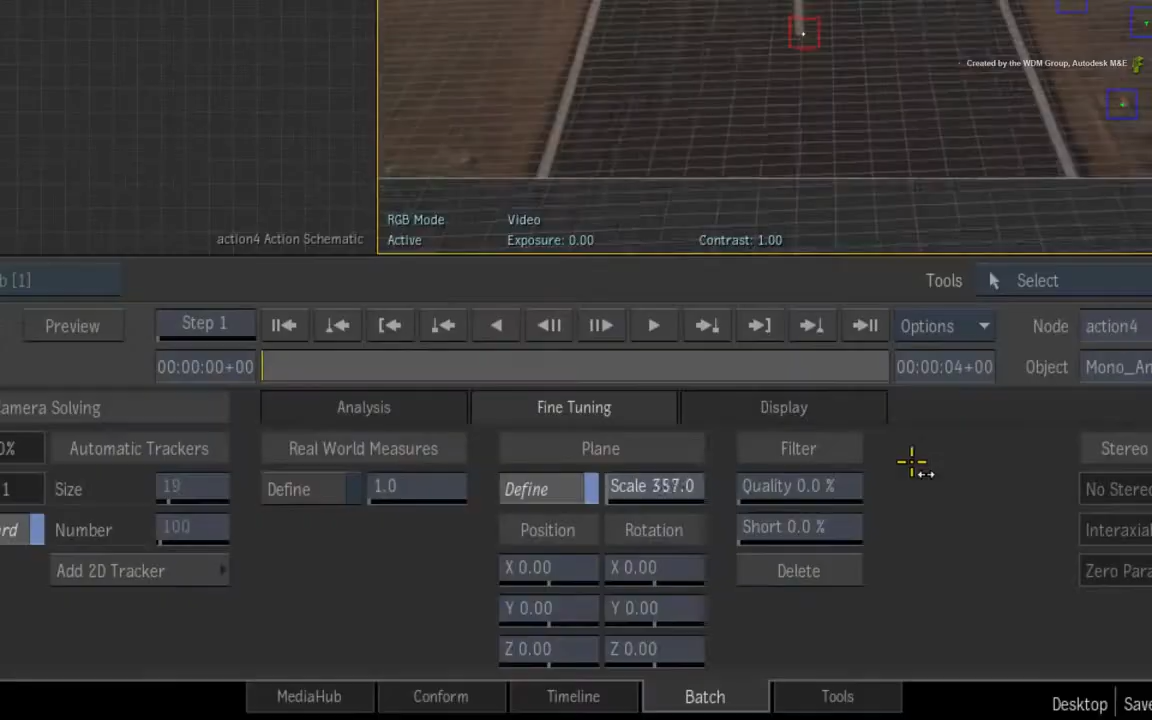 Created by the WDM Group, Autodesk M&E
RGB Mode Video
action4 Action Schematic Active Exposure: 0.00 Contrast: 1.00
b [1] Tools Select
Preview Step 1 Options Node action4
00:00:00+00 00:00:04+00 Object Mono_An
amera Solving Analysis Fine Tuning Display
0% Automatic Trackers Real World Measures Plane Filter Stereo
1 Size 19 Define 1.0 Define Scale 357.0 Quality 0.0 % No Stereo
rd Number 100 Position Rotation Short 0.0 % Interaxial
Add 2D Tracker X 0.00 X 0.00 Delete Zero Para
Y 0.00 Y 0.00
Z 0.00 Z 0.00
MediaHub Conform Timeline Batch Tools Desktop Save